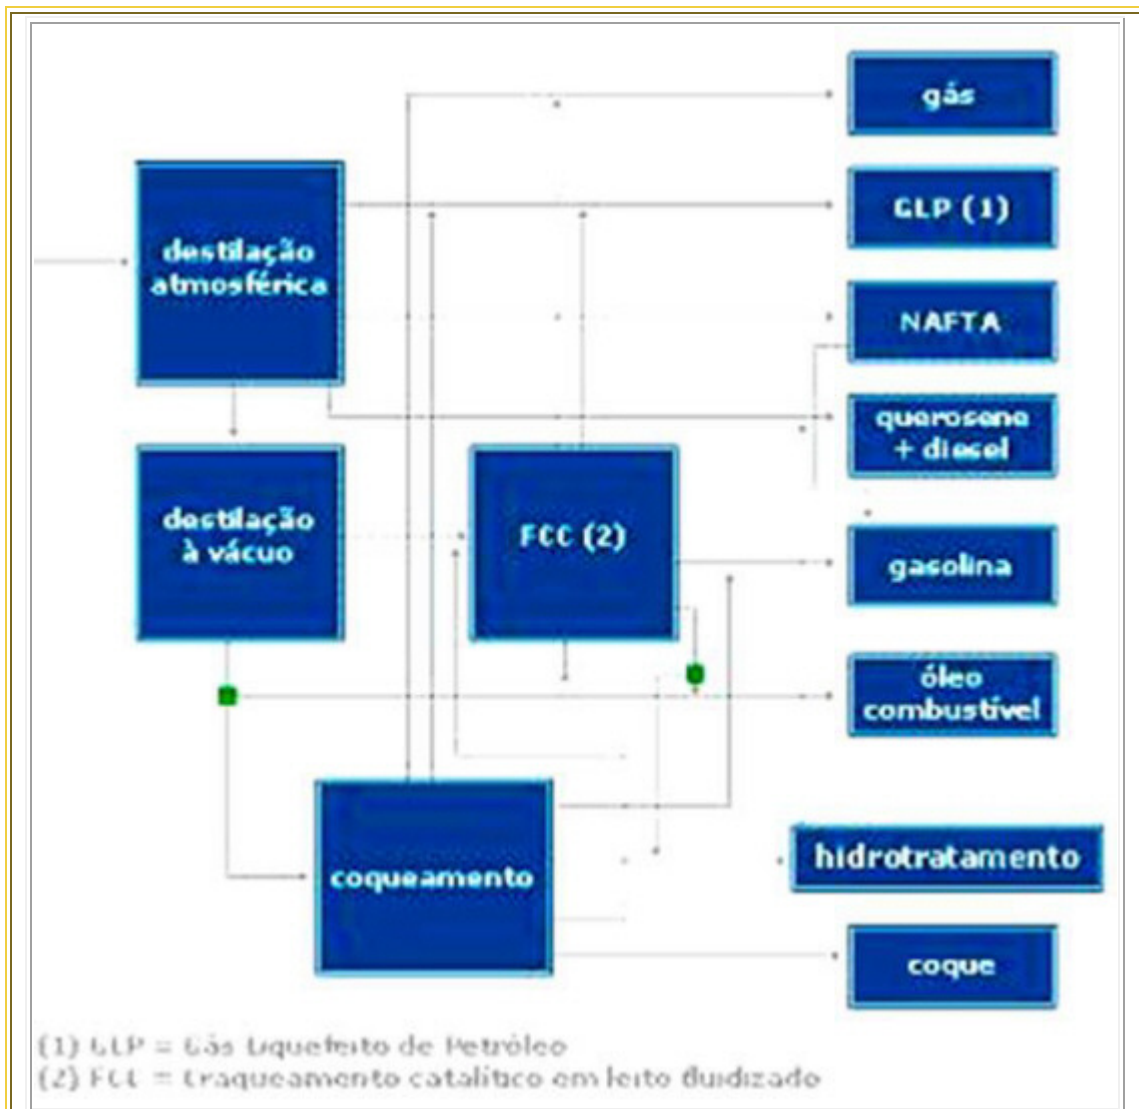 gás
GLP (1)
destilação
atmosférica
NAFTA
querosene
+ diesel
destilação
à vácuo
FCC (2)
gasolina
óleo
combustível
coqueamento
hidrotratamento
coque
(1) GLP = Gás Liquefeito de Petróleo
(2) FCC = Craqueamento catalítico em leito fluidizado